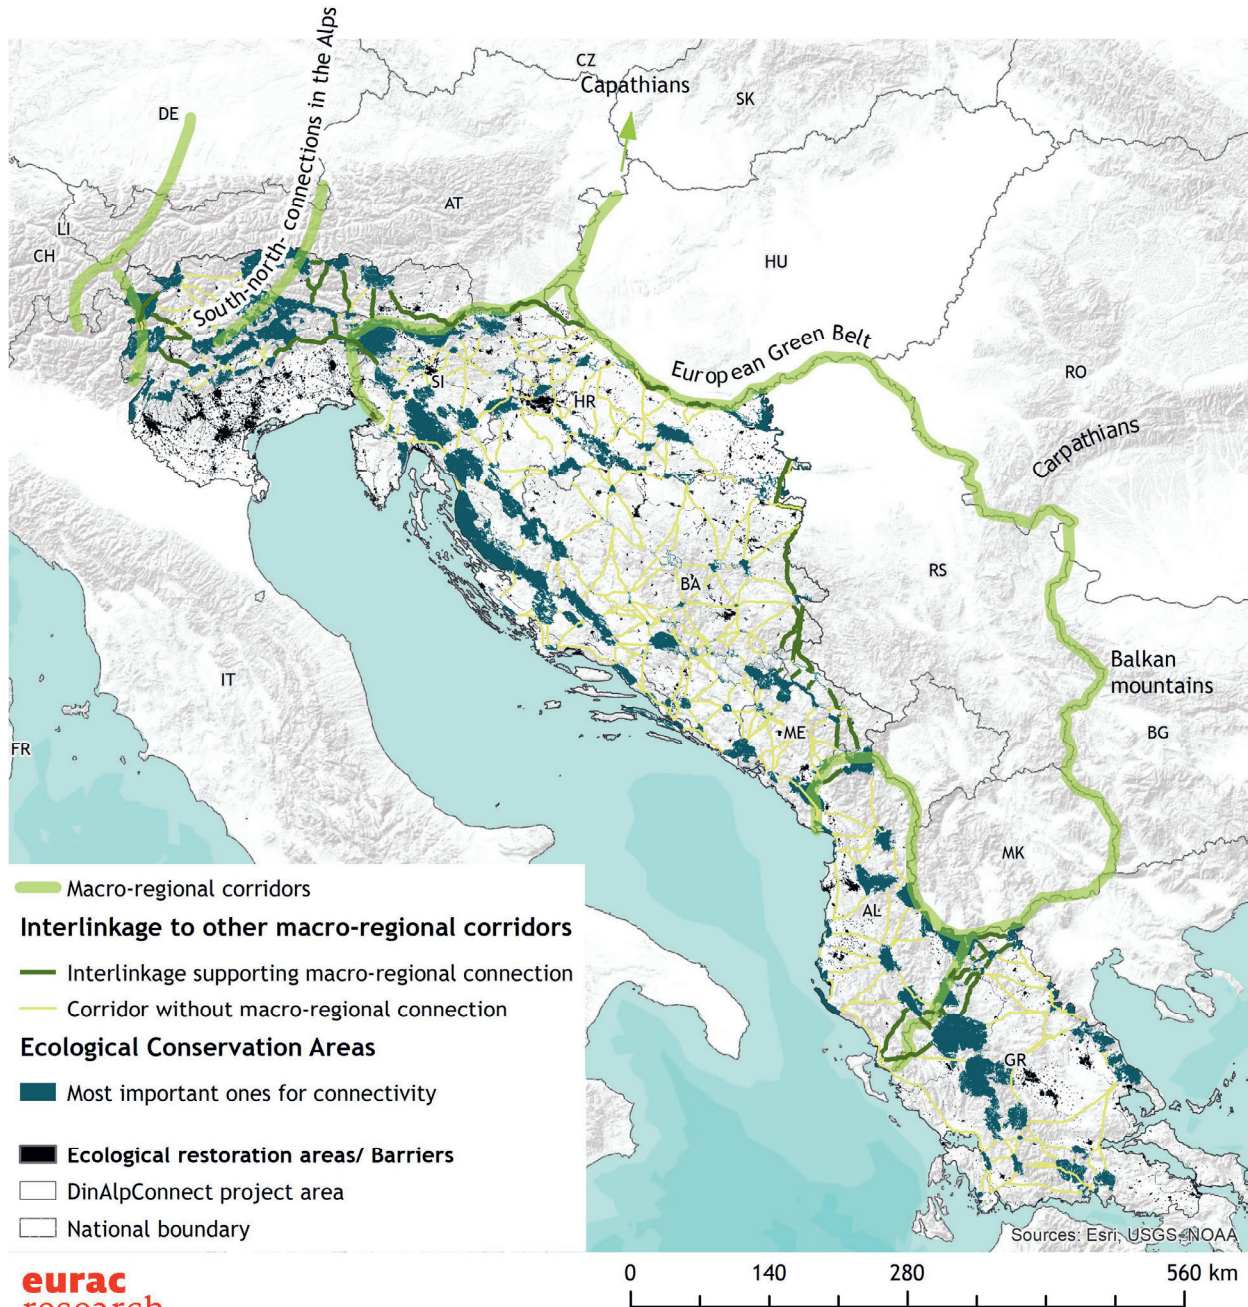 CZ
Capathians
SK
DE
South-north- connections in the Alps
AT
LI
CH
HU
European Green Belt
RO
Carpathians
SI
HR
BA
RS
IT
Balkan
mountains
BG
FR
ME
MK
AL
GR
Macro-regional corridors
Interlinkage to other macro-regional corridors
Interlinkage supporting macro-regional connection
Corridor without macro-regional connection
Ecological Conservation Areas
Most important ones for connectivity
Ecological restoration areas/ Barriers
DinAlpConnect project area
National boundary
Sources: Esri, USGS, NOAA
eurac
research
0 140 280 560 km